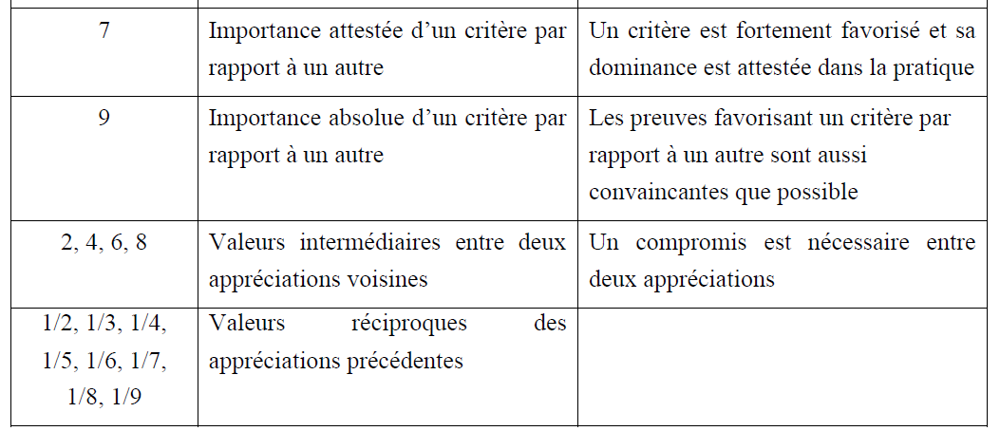 7
Importance attestée d’un critère par
rapport à un autre
Un critère est fortement favorisé et sa
dominance est attestée dans la pratique
9
Importance absolue d’un critère par
rapport à un autre
Les preuves favorisant un critère par
rapport à un autre sont aussi
convaincantes que possible
2, 4, 6, 8
Valeurs intermédiaires entre deux
appréciations voisines
Un compromis est nécessaire entre
deux appréciations
1/2, 1/3, 1/4,
1/5, 1/6, 1/7,
1/8, 1/9
Valeurs réciproques des
appréciations précédentes